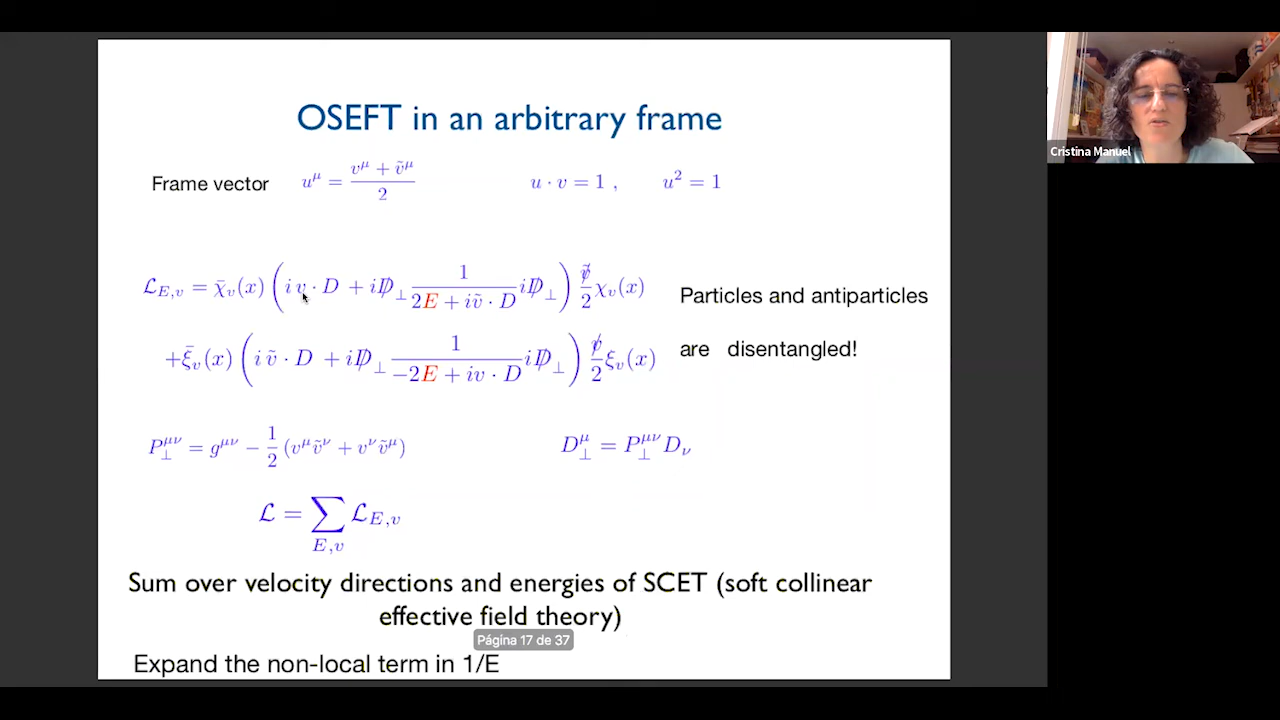 OSEFT in an arbitrary frame
Frame vector u^μ = (v^μ + ṽ^μ)/2    u · v = 1 ,    u² = 1
ℒ_{E,v} = χ̄_v(x) ( i v · D + iD̸_⊥ 1/(2E + iṽ · D) iD̸_⊥ ) ṽ̸/2 χ_v(x)
Particles and antiparticles
+ξ̄_v(x) ( i ṽ · D + iD̸_⊥ 1/(−2E + iv · D) iD̸_⊥ ) v̸/2 ξ_v(x)
are disentangled!
P_⊥^{μν} = g^{μν} − 1/2 (v^μ ṽ^ν + v^ν ṽ^μ)    D_⊥^μ = P_⊥^{μν} D_ν
ℒ = ∑_{E,v} ℒ_{E,v}
Sum over velocity directions and energies of SCET (soft collinear
effective field theory)
Página 17 de 37
Expand the non-local term in 1/E
Cristina Manuel